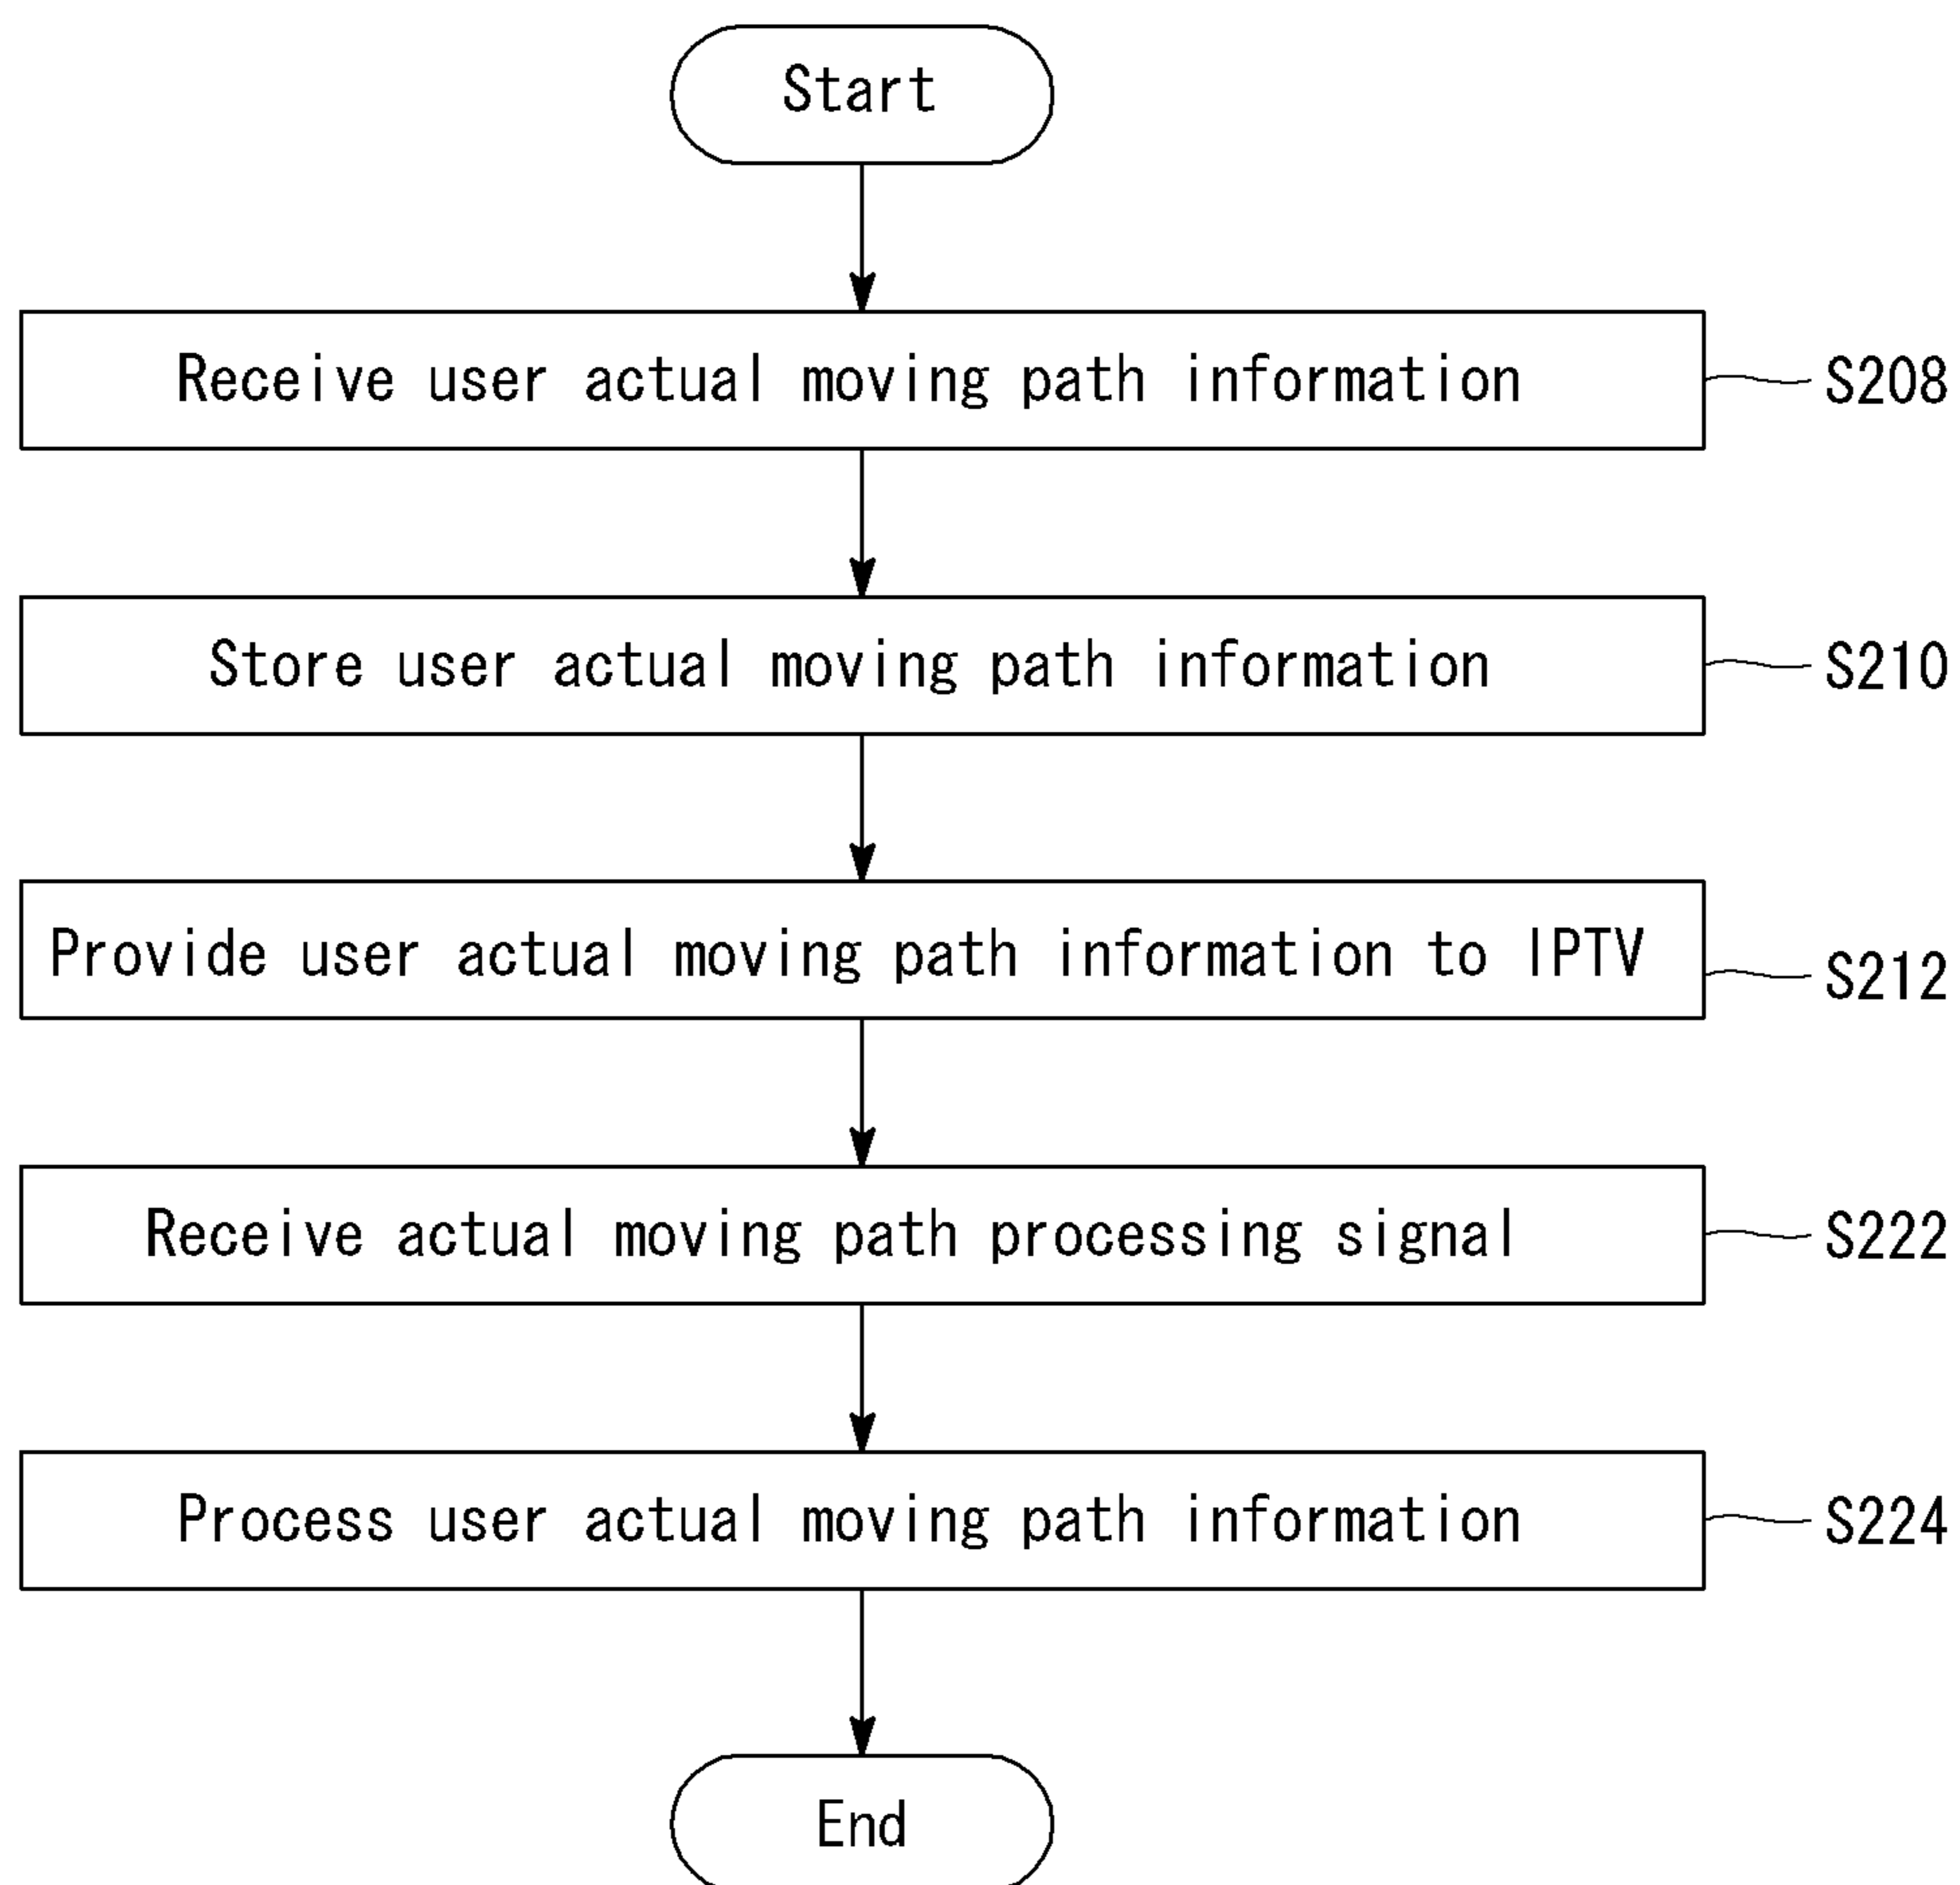 Start
Receive user actual moving path information
S208
Store user actual moving path information
S210
Provide user actual moving path information to IPTV
S212
Receive actual moving path processing signal
S222
Process user actual moving path information
S224
End